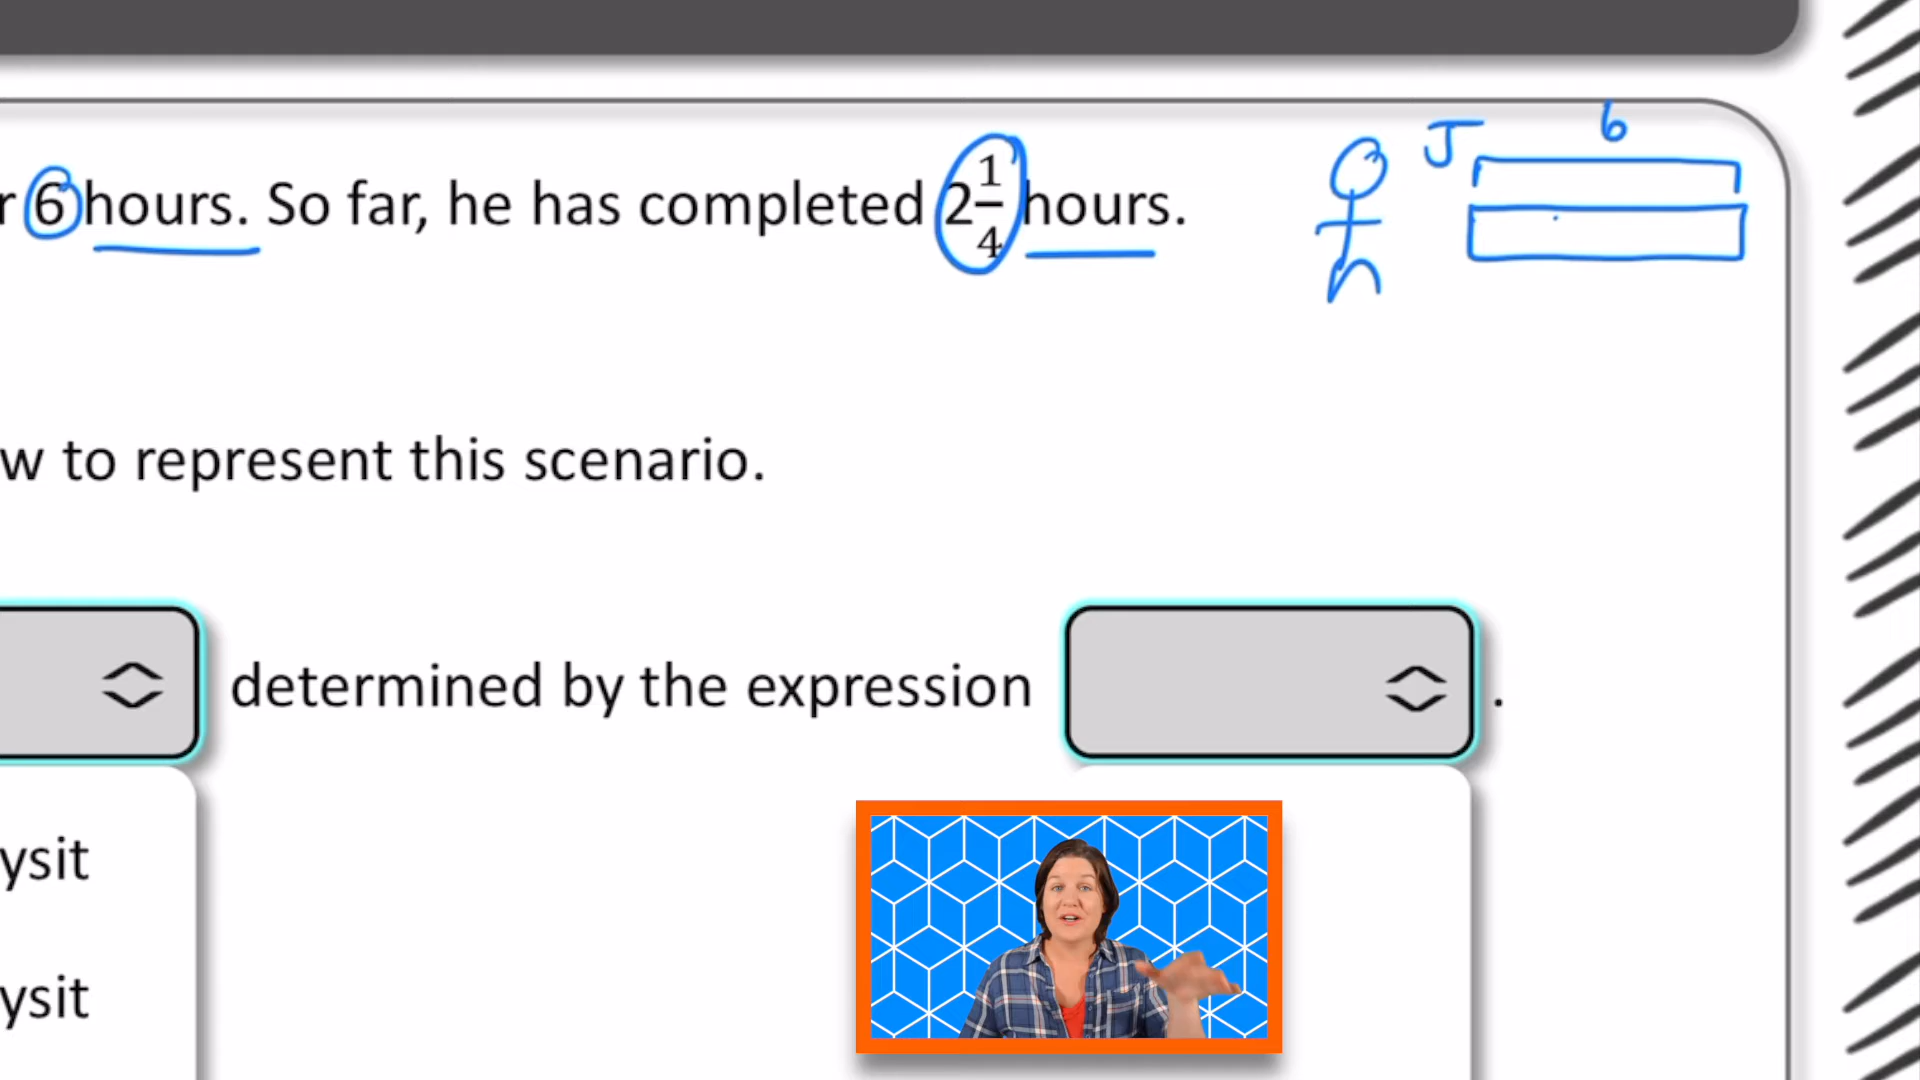 J 6
r 6 hours. So far, he has completed 2 1/4 hours.
w to represent this scenario.
determined by the expression .
ysit
ysit